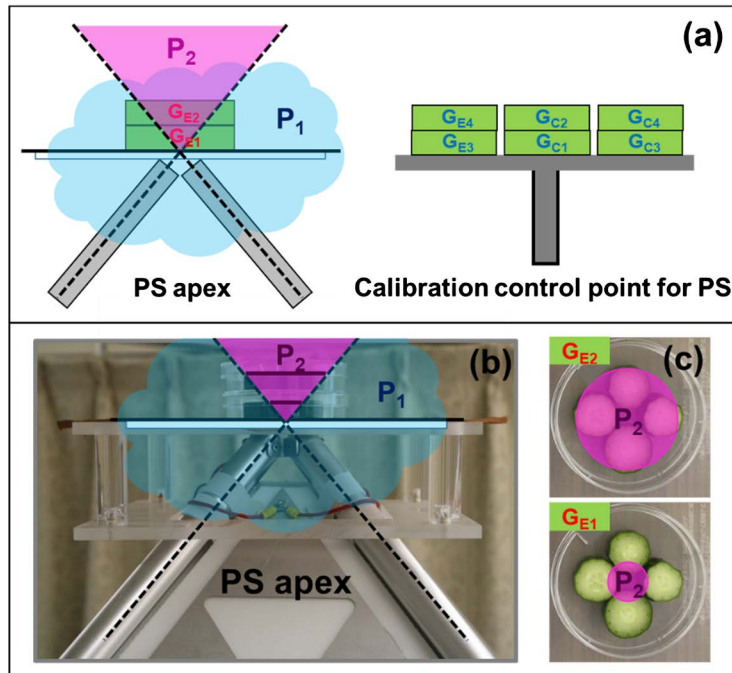 (a)
P2
P1
GE2
GE1
PS apex
GE4 GC2 GC4
GE3 GC1 GC3
Calibration control point for PS
(b)
P2
P1
PS apex
(c)
GE2
P2
GE1
P2